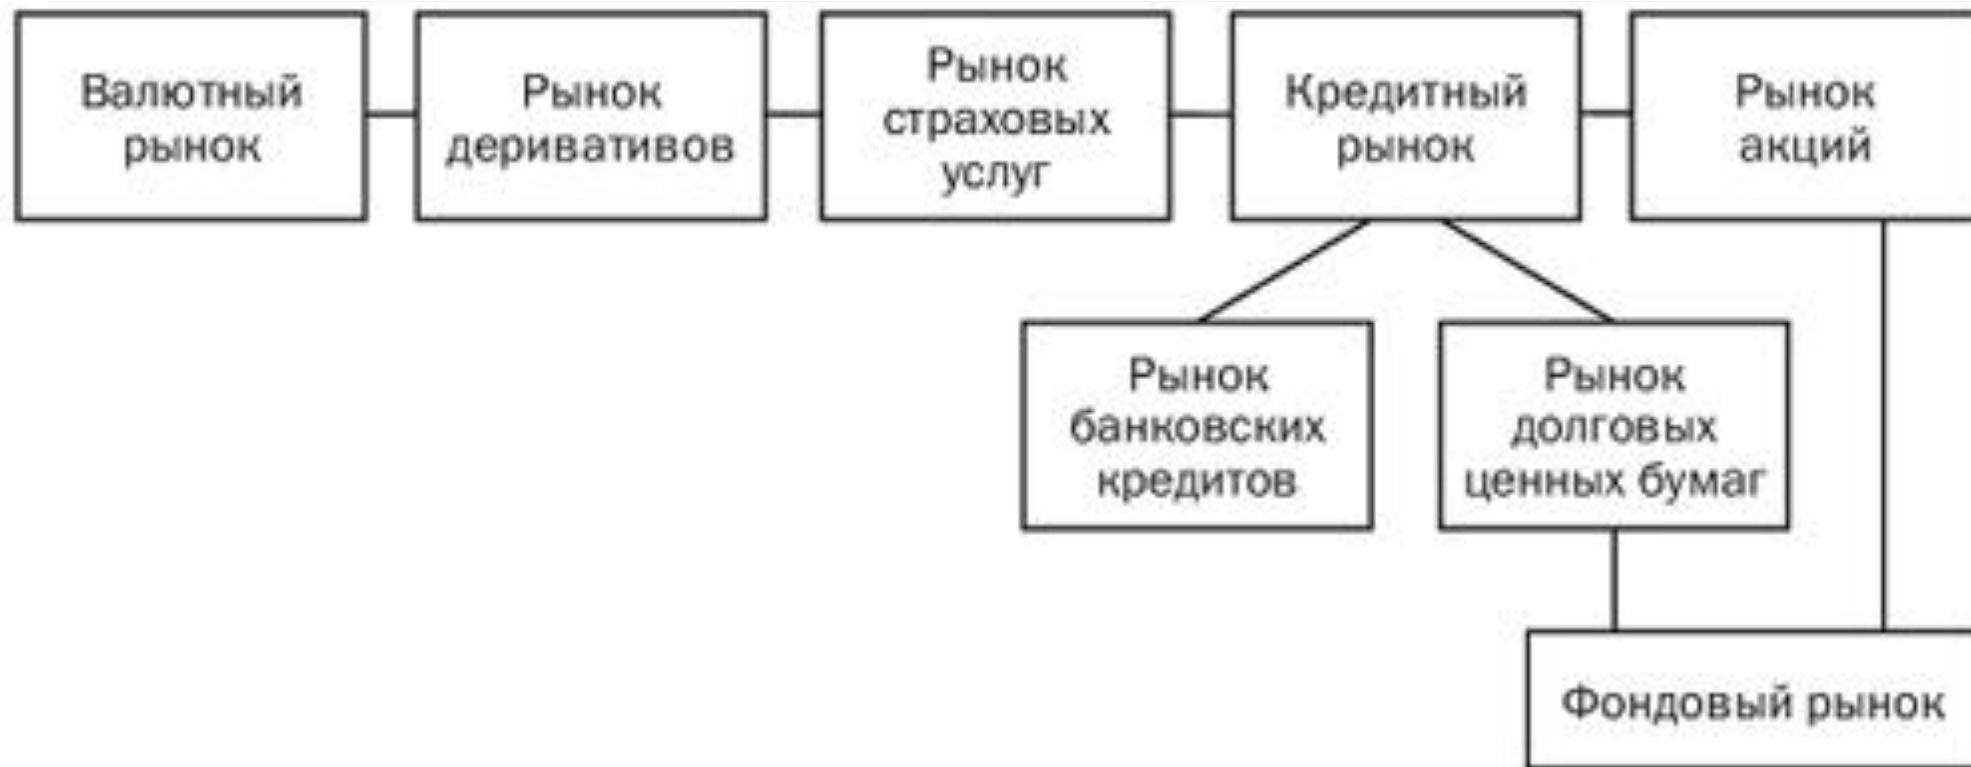 Валютный
рынок
Рынок
деривативов
Рынок
страховых
услуг
Кредитный
рынок
Рынок
акций
Рынок
банковских
кредитов
Рынок
долговых
ценных бумаг
Фондовый рынок